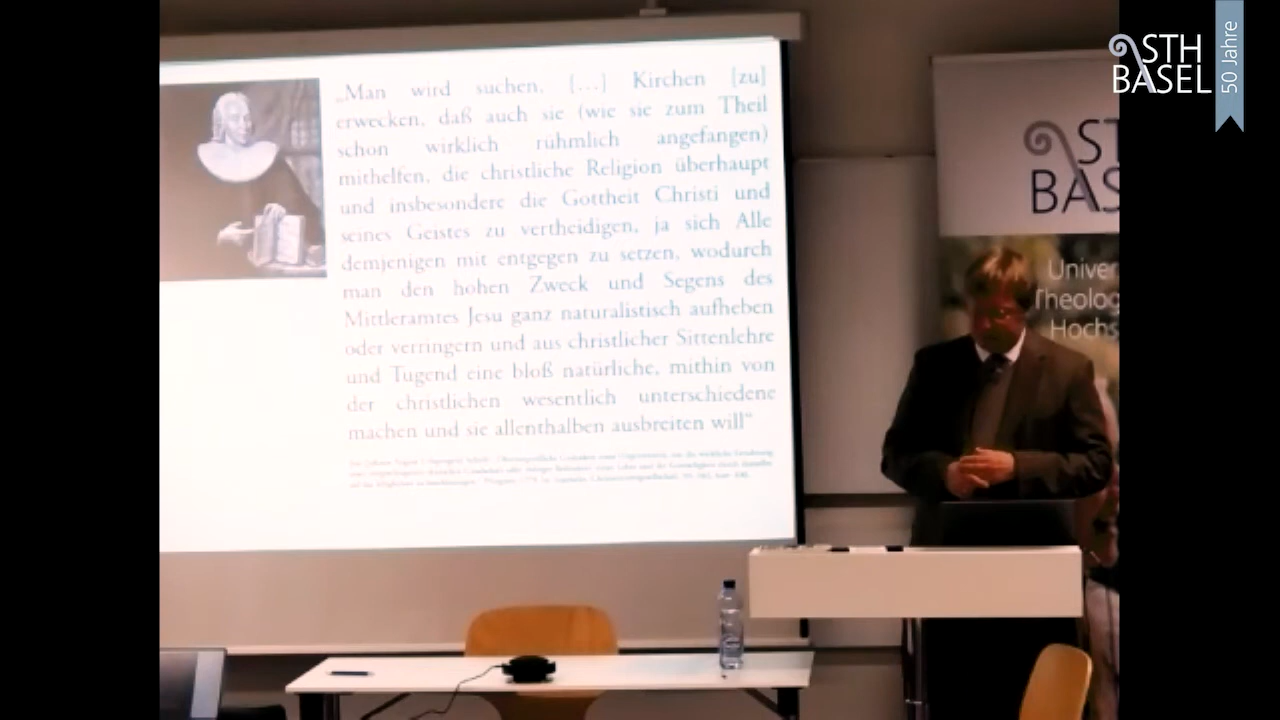 „Man wird suchen, [...] Kirchen [zu]
erwecken, daß auch sie (wie sie zum Theil
schon wirklich rühmlich angefangen)
mithelfen, die christliche Religion überhaupt
und insbesondere die Gottheit Christi und
seines Geistes zu vertheidigen, ja sich Alle
demjenigen mit entgegen zu setzen, wodurch
man den hohen Zweck und Segens des
Mittleramtes Jesu ganz naturalistisch aufheben
oder verringern und aus christlicher Sittenlehre
und Tugend eine bloß natürliche, mithin von
der christlichen wesentlich unterschiedene
machen und sie allenthalben ausbreiten will“
STH
BASEL
50 Jahre
ST
BAS
Univer
Theolog
Hochs